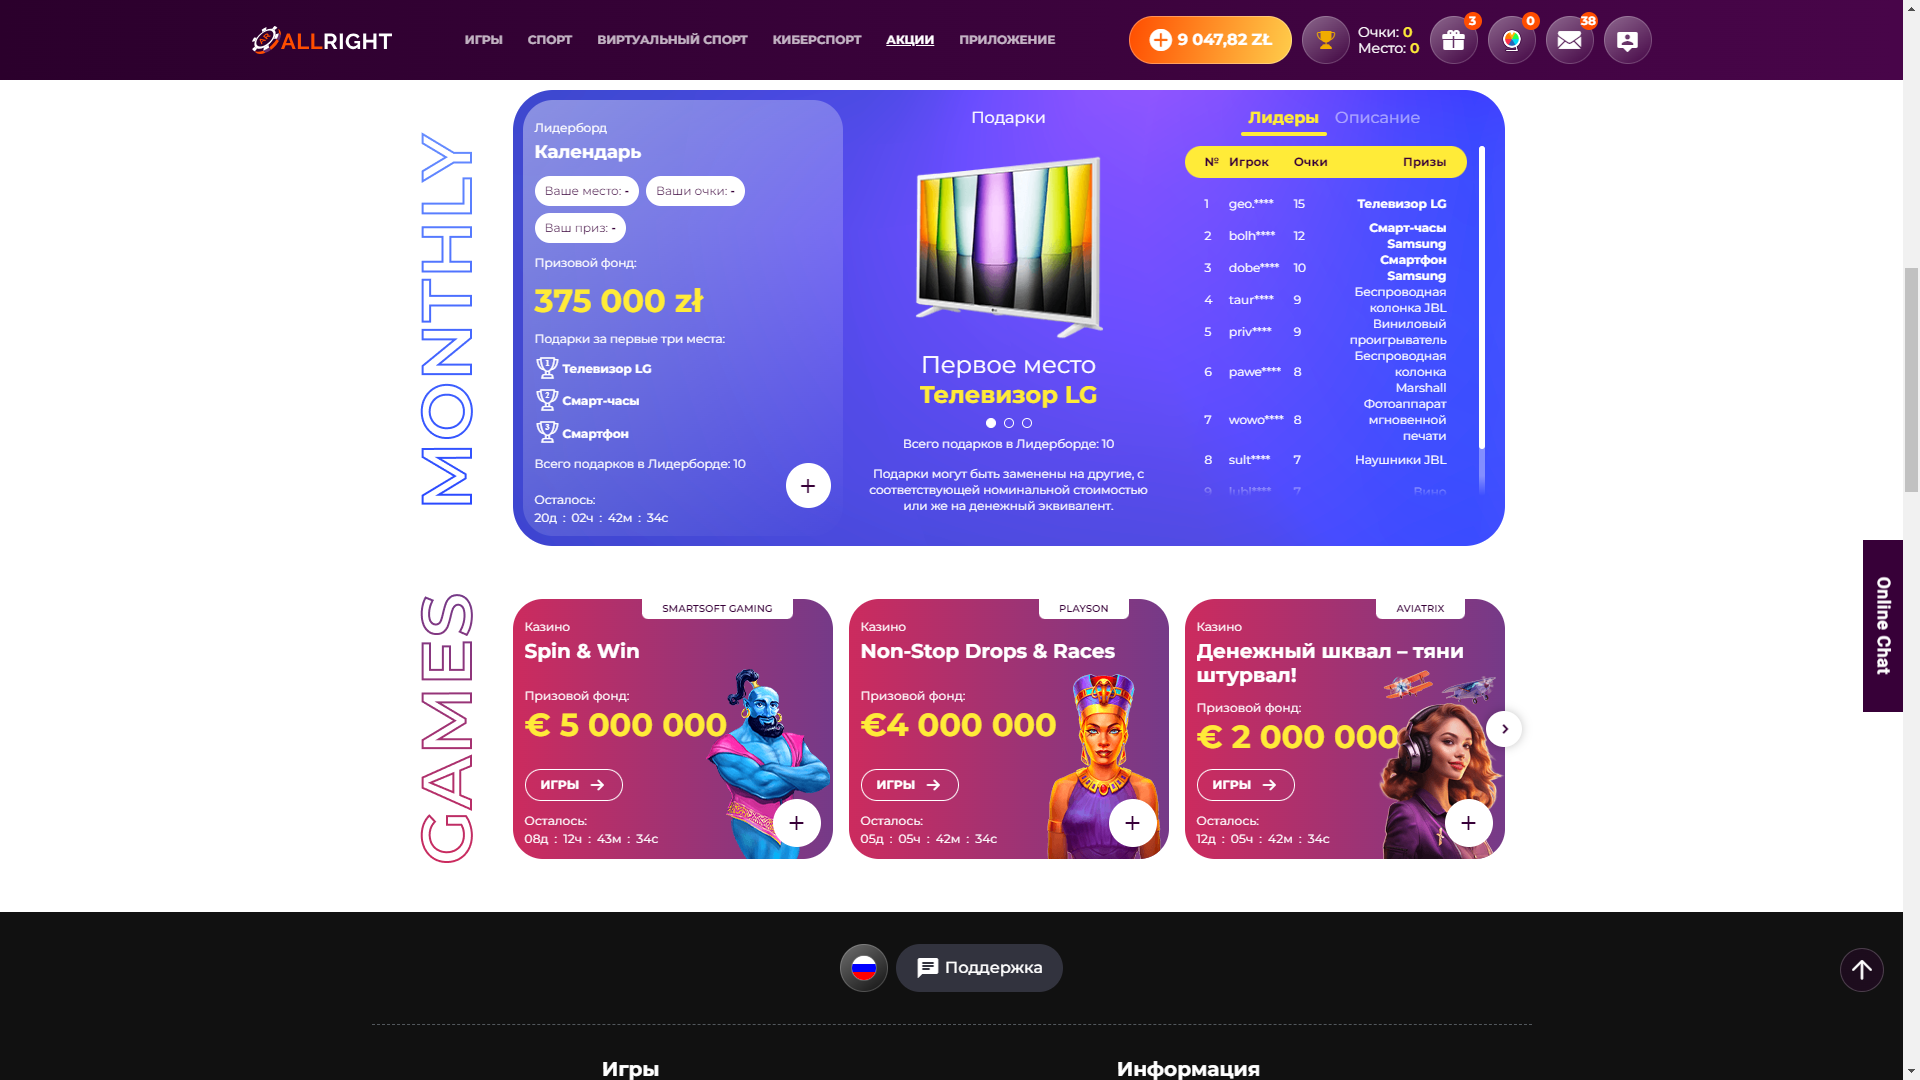 ALLRIGHT
ИГРЫ СПОРТ ВИРТУАЛЬНЫЙ СПОРТ КИБЕРСПОРТ АКЦИИ ПРИЛОЖЕНИЕ
9 047,82 ZŁ
Очки: 0
Место: 0
3
0
38
MONTHLY
Лидерборд
Календарь
Ваше место: -
Ваши очки: -
Ваш приз: -
Призовой фонд:
375 000 zł
Подарки за первые три места:
1 Телевизор LG
2 Смарт-часы
3 Смартфон
Всего подарков в Лидерборде: 10
Осталось:
20д : 02ч : 42м : 34с
+
Подарки
Первое место
Телевизор LG
Всего подарков в Лидерборде: 10
Подарки могут быть заменены на другие, с
соответствующей номинальной стоимостью
или же на денежный эквивалент.
Лидеры Описание
№ Игрок Очки Призы
1 geo.**** 15 Телевизор LG
2 bolh**** 12 Смарт-часы
Samsung
3 dobe**** 10 Смартфон
Samsung
4 taur**** 9 Беспроводная
колонка JBL
5 priv**** 9 Виниловый
проигрыватель
6 pawe**** 8 Беспроводная
колонка
Marshall
7 wowo**** 8 Фотоаппарат
мгновенной
печати
8 sult**** 7 Наушники JBL
9 lubl**** 7 Вино
GAMES
SMARTSOFT GAMING
Казино
Spin & Win
Призовой фонд:
€ 5 000 000
ИГРЫ →
Осталось:
08д : 12ч : 43м : 34с
+
PLAYSON
Казино
Non-Stop Drops & Races
Призовой фонд:
€4 000 000
ИГРЫ →
Осталось:
05д : 05ч : 42м : 34с
+
AVIATRIX
Казино
Денежный шквал – тяни
штурвал!
Призовой фонд:
€ 2 000 000
ИГРЫ →
Осталось:
12д : 05ч : 42м : 34с
+
Online Chat
Поддержка
Игры
Информация